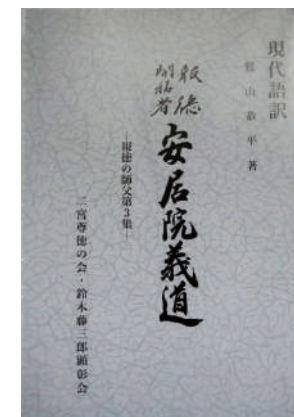 現代語訳
鷲山恭平 著
報徳
開拓者
安居院義道
―報徳の師父第3集―
二宮尊徳の会・鈴木藤三郎顕彰会